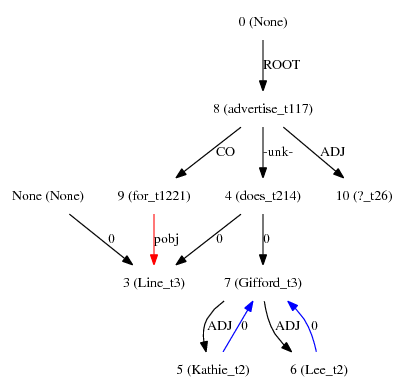 0 (None)
ROOT
8 (advertise_t117)
CO -unk- ADJ
None (None) 9 (for_t1221) 4 (does_t214) 10 (?_t26)
0 pobj 0 0
3 (Line_t3) 7 (Gifford_t3)
ADJ 0 ADJ 0
5 (Kathie_t2) 6 (Lee_t2)